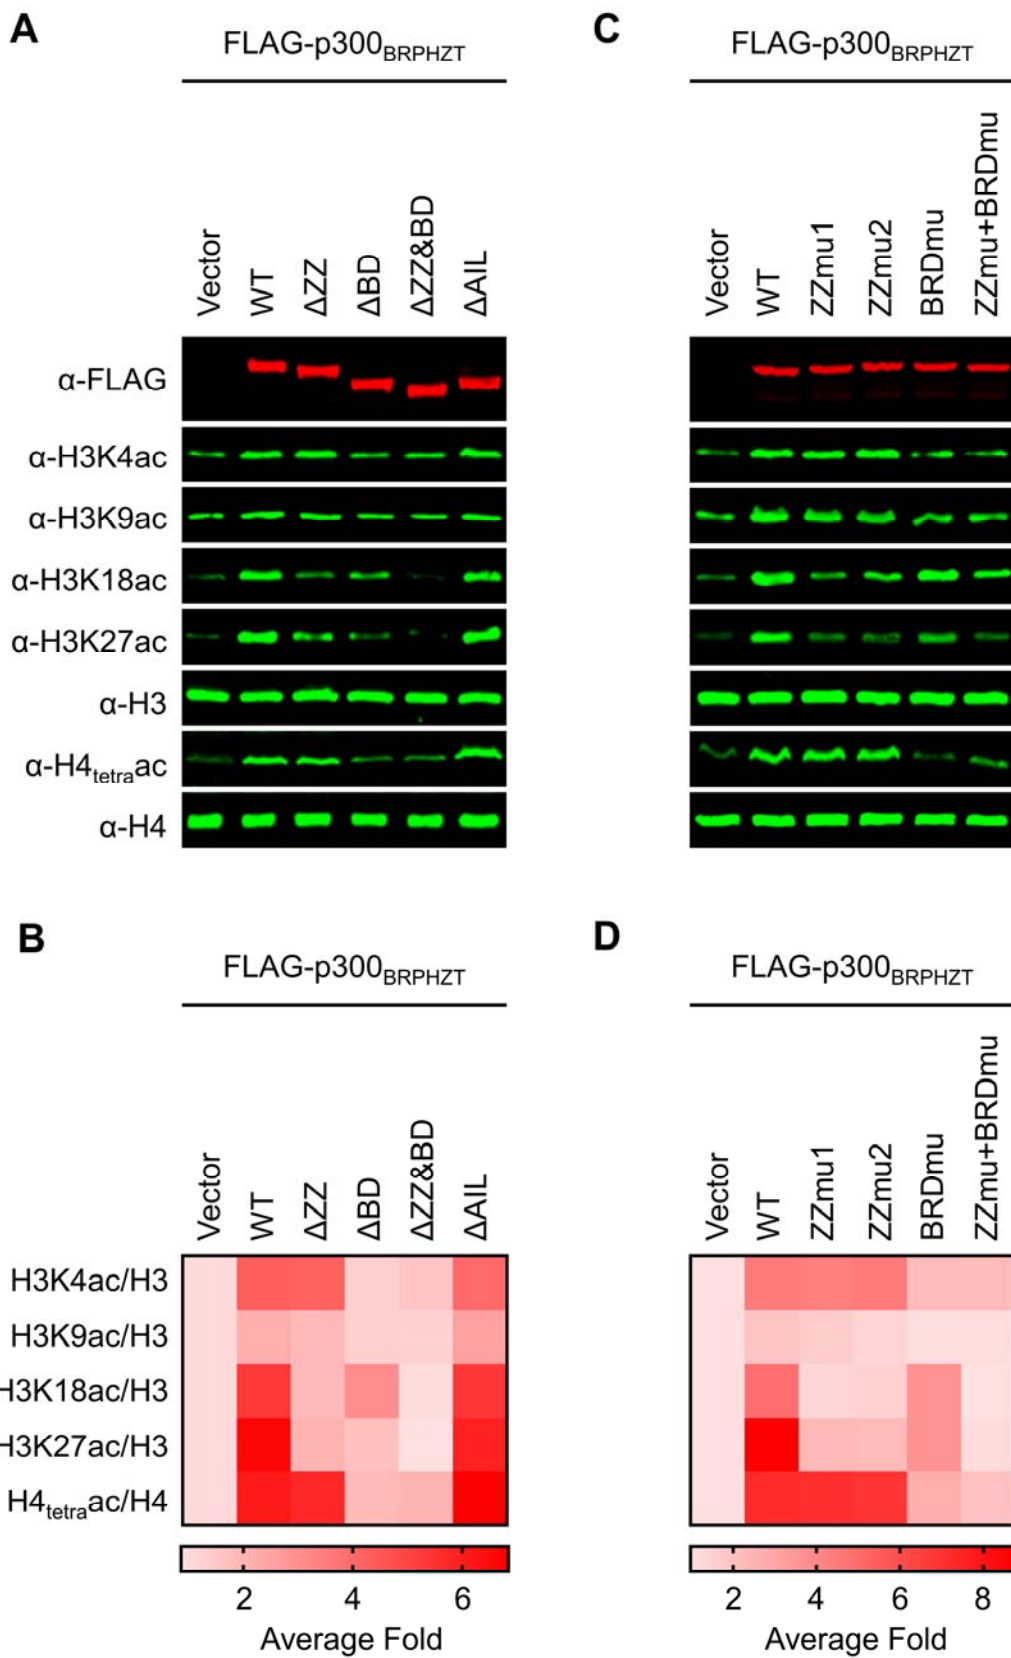 A
FLAG-p300BRPHZT
Vector
WT
ΔZZ
ΔBD
ΔZZ&BD
ΔAIL
α-FLAG
α-H3K4ac
α-H3K9ac
α-H3K18ac
α-H3K27ac
α-H3
α-H4tetraac
α-H4
C
FLAG-p300BRPHZT
Vector
WT
ZZmu1
ZZmu2
BRDmu
ZZmu+BRDmu
B
FLAG-p300BRPHZT
Vector
WT
ΔZZ
ΔBD
ΔZZ&BD
ΔAIL
H3K4ac/H3
H3K9ac/H3
H3K18ac/H3
H3K27ac/H3
H4tetraac/H4
2 4 6
Average Fold
D
FLAG-p300BRPHZT
Vector
WT
ZZmu1
ZZmu2
BRDmu
ZZmu+BRDmu
2 4 6 8
Average Fold